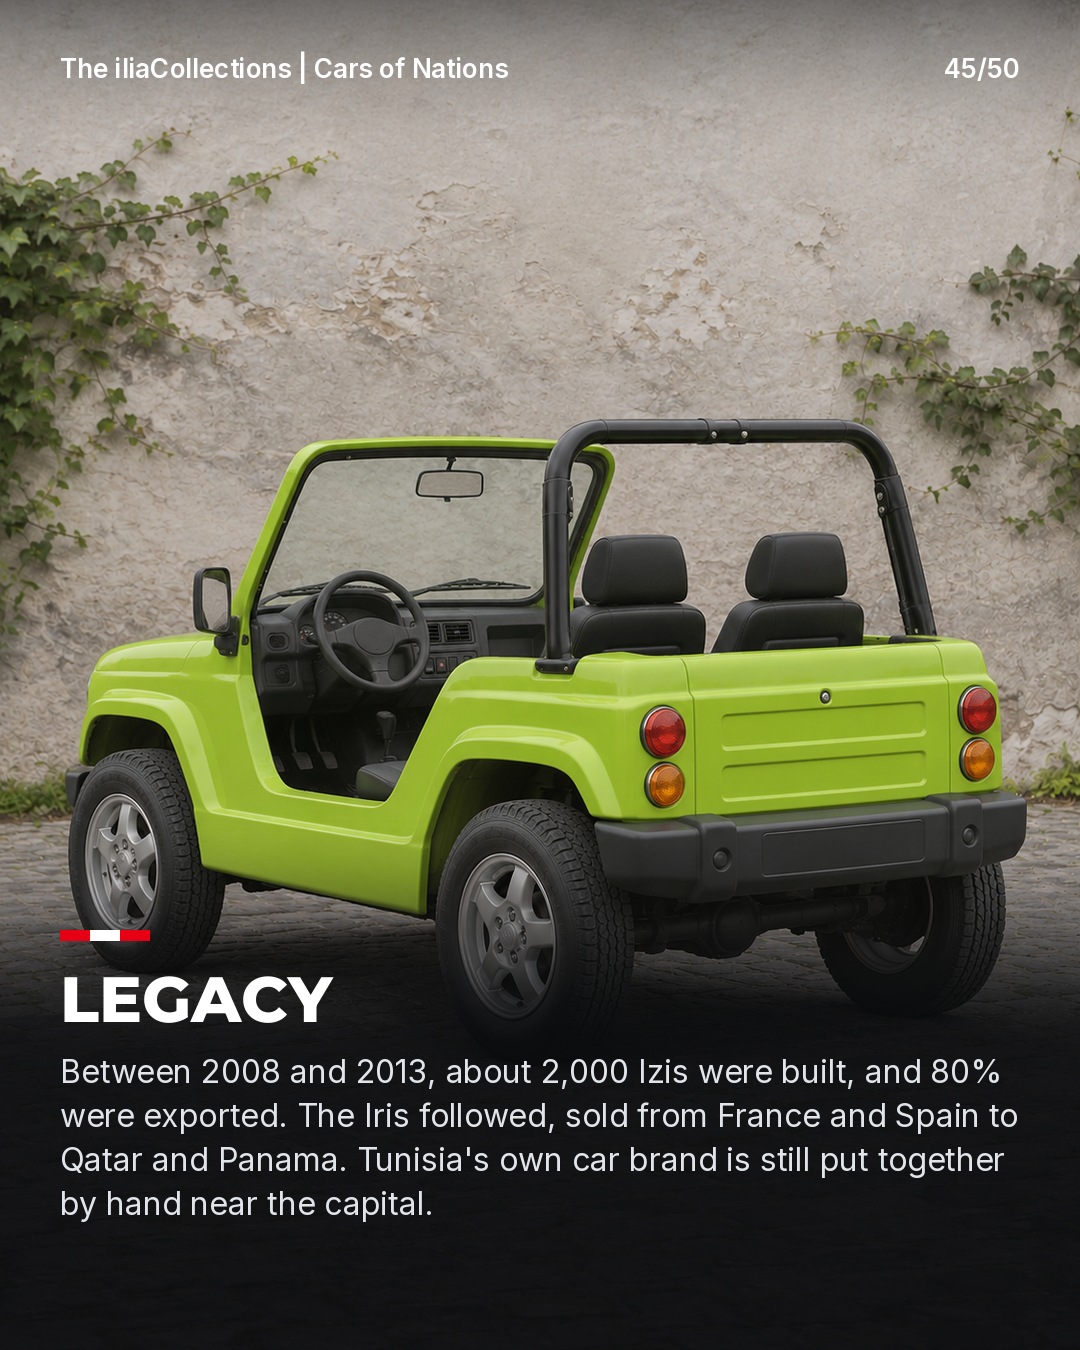 The iliaCollections | Cars of Nations
45/50
LEGACY
Between 2008 and 2013, about 2,000 Izis were built, and 80%
were exported. The Iris followed, sold from France and Spain to
Qatar and Panama. Tunisia's own car brand is still put together
by hand near the capital.